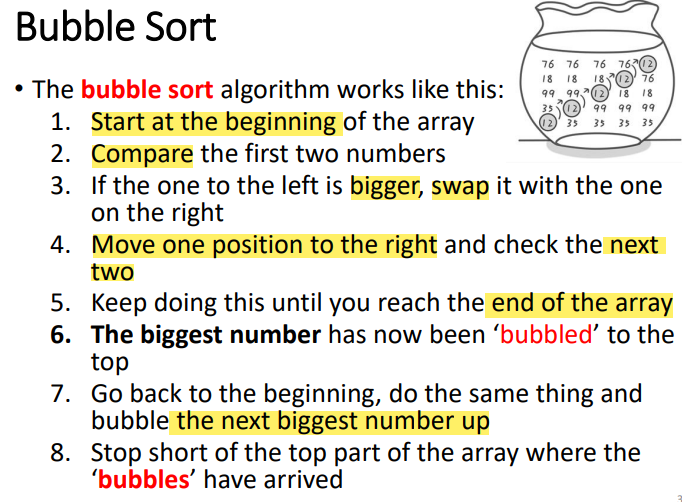 Bubble Sort
76 76 76 76 12
18 18 18 12 76
99 99 12 18 18
35 12 99 99 99
12 35 35 35 35
• The bubble sort algorithm works like this:
1. Start at the beginning of the array
2. Compare the first two numbers
3. If the one to the left is bigger, swap it with the one
on the right
4. Move one position to the right and check the next
two
5. Keep doing this until you reach the end of the array
6. The biggest number has now been ‘bubbled’ to the
top
7. Go back to the beginning, do the same thing and
bubble the next biggest number up
8. Stop short of the top part of the array where the
‘bubbles’ have arrived
3